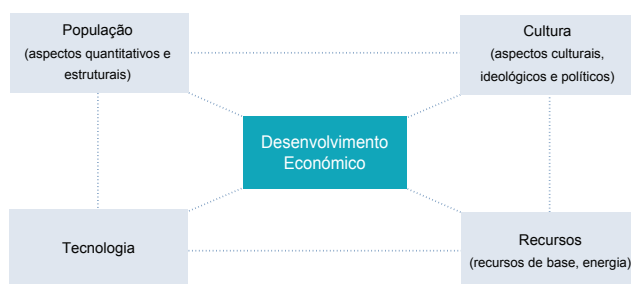 População
(aspectos quantitativos e
estruturais)
Cultura
(aspectos culturais,
ideológicos e políticos)
Desenvolvimento
Económico
Tecnologia
Recursos
(recursos de base, energia)